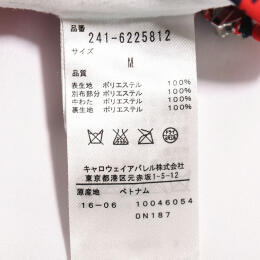 品番
241-6225812
サイズ
M
品質
表生地 ポリエステル 100%
別布部分 ポリエステル 100%
中わた ポリエステル 100%
裏生地 ポリエステル 100%
キャロウェイアパレル株式会社
東京都港区元赤坂1-5-12
原産地 ベトナム
16-06 10046054
0N187